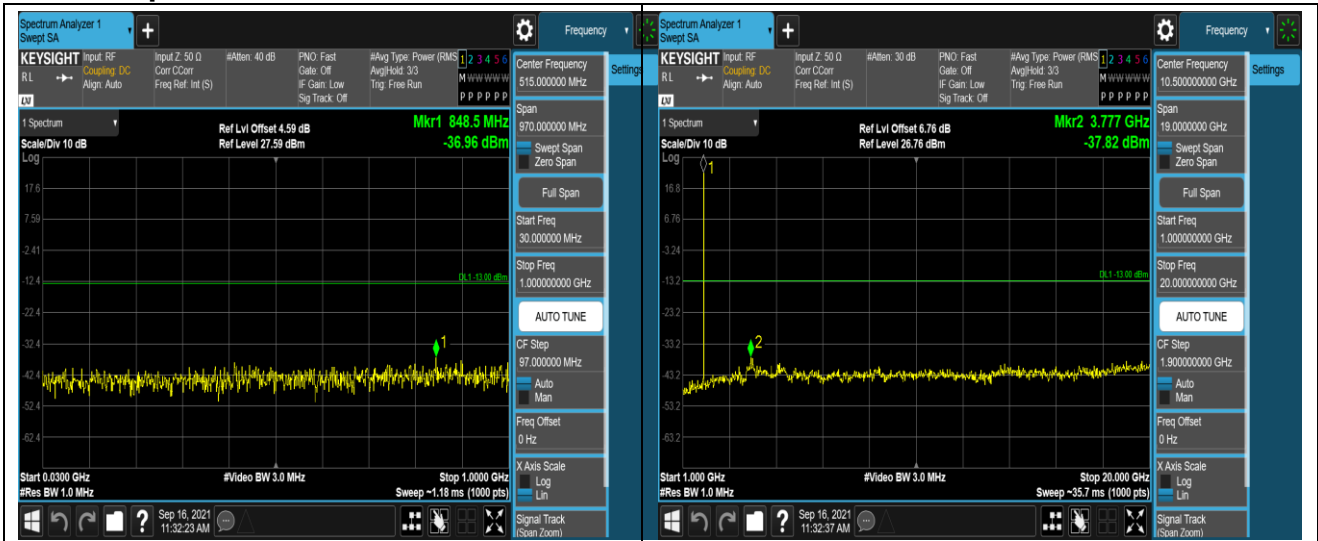 Spectrum Analyzer 1
Swept SA
Frequency
KEYSIGHT
RL
LXI
Input: RF
Coupling: DC
Align: Auto
Input Z: 50 Ω
Corr CCorr
Freq Ref: Int (S)
#Atten: 40 dB
PNO: Fast
Gate: Off
IF Gain: Low
Sig Track: Off
#Avg Type: Power (RMS
Avg|Hold: 3/3
Trig: Free Run
1 2 3 4 5 6
M W W W W W
P P P P P P
Center Frequency
515.000000 MHz
Settings
Span
970.000000 MHz
Swept Span
Zero Span
Full Span
Start Freq
30.000000 MHz
Stop Freq
1.000000000 GHz
AUTO TUNE
CF Step
97.000000 MHz
Auto
Man
Freq Offset
0 Hz
X Axis Scale
Log
Lin
Signal Track
(Span Zoom)
1 Spectrum
Scale/Div 10 dB
Log
Ref Lvl Offset 4.59 dB
Ref Level 27.59 dBm
Mkr1 848.5 MHz
-36.96 dBm
17.6
7.59
-2.41
-12.4
-22.4
-32.4
-42.4
-52.4
-62.4
DL1 -13.00 dBm
1
Start 0.0300 GHz
#Res BW 1.0 MHz
#Video BW 3.0 MHz
Stop 1.0000 GHz
Sweep ~1.18 ms (1000 pts)
?
Sep 16, 2021
11:32:23 AM
Spectrum Analyzer 1
Swept SA
Frequency
KEYSIGHT
RL
LXI
Input: RF
Coupling: DC
Align: Auto
Input Z: 50 Ω
Corr CCorr
Freq Ref: Int (S)
#Atten: 30 dB
PNO: Fast
Gate: Off
IF Gain: Low
Sig Track: Off
#Avg Type: Power (RMS
Avg|Hold: 3/3
Trig: Free Run
1 2 3 4 5 6
M W W W W W
P P P P P P
Center Frequency
10.500000000 GHz
Settings
Span
19.0000000 GHz
Swept Span
Zero Span
Full Span
Start Freq
1.000000000 GHz
Stop Freq
20.000000000 GHz
AUTO TUNE
CF Step
1.900000000 GHz
Auto
Man
Freq Offset
0 Hz
X Axis Scale
Log
Lin
Signal Track
(Span Zoom)
1 Spectrum
Scale/Div 10 dB
Log
Ref Lvl Offset 6.76 dB
Ref Level 26.76 dBm
Mkr2 3.777 GHz
-37.82 dBm
16.8
6.76
-3.24
-13.2
-23.2
-33.2
-43.2
-53.2
-63.2
DL1 -13.00 dBm
1
2
Start 1.000 GHz
#Res BW 1.0 MHz
#Video BW 3.0 MHz
Stop 20.000 GHz
Sweep ~35.7 ms (1000 pts)
?
Sep 16, 2021
11:32:37 AM